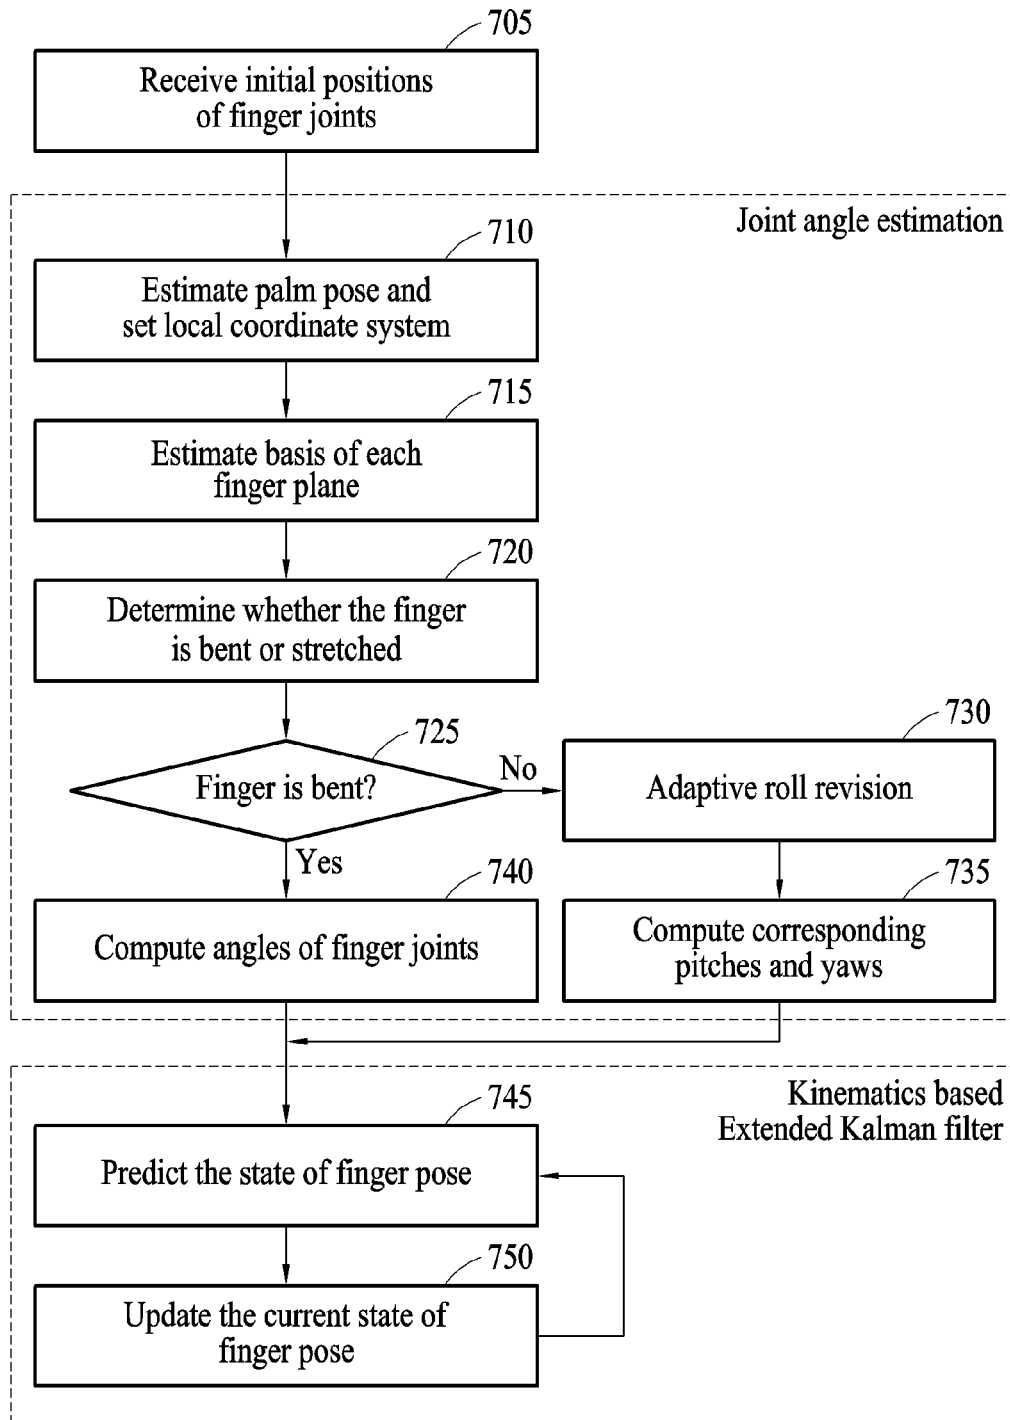 705
Receive initial positions
of finger joints
Joint angle estimation
710
Estimate palm pose and
set local coordinate system
715
Estimate basis of each
finger plane
720
Determine whether the finger
is bent or stretched
725
Finger is bent?
No
Yes
730
Adaptive roll revision
740
Compute angles of finger joints
735
Compute corresponding
pitches and yaws
Kinematics based
Extended Kalman filter
745
Predict the state of finger pose
750
Update the current state of
finger pose